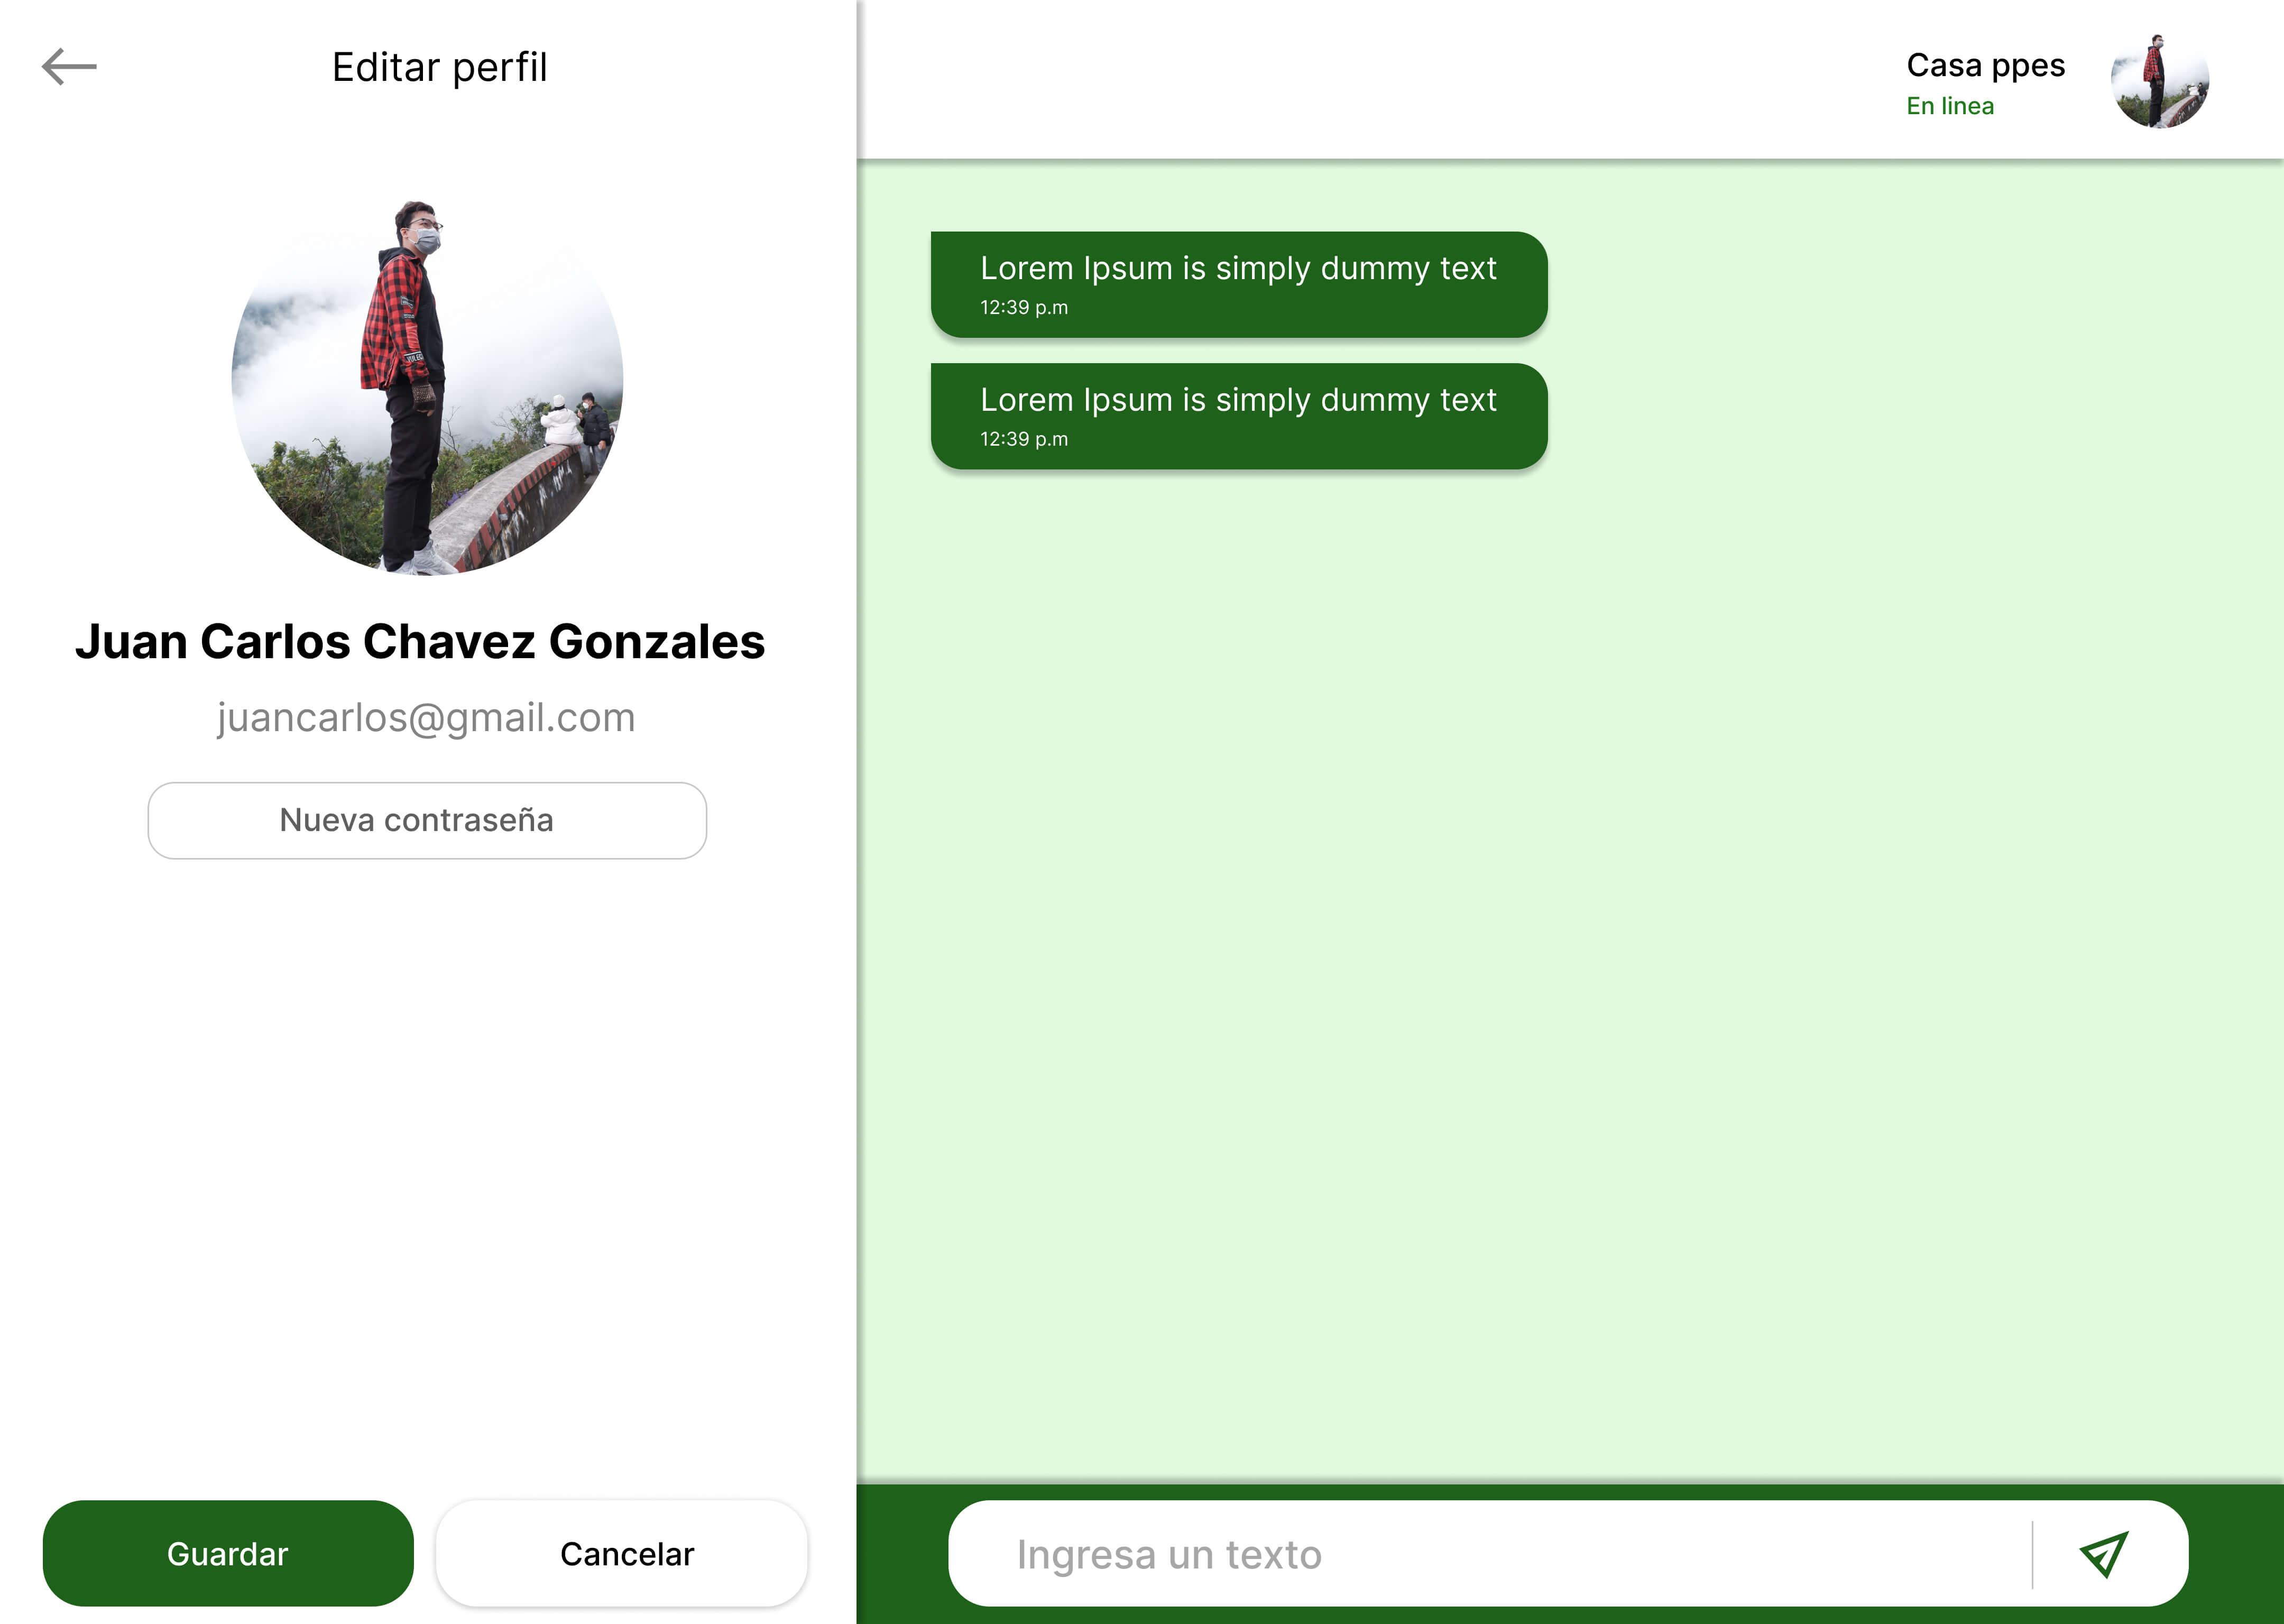 Editar perfil
Juan Carlos Chavez Gonzales
juancarlos@gmail.com
Nueva contraseña
Guardar
Cancelar
Casa ppes
En linea
Lorem Ipsum is simply dummy text
12:39 p.m
Lorem Ipsum is simply dummy text
12:39 p.m
Ingresa un texto